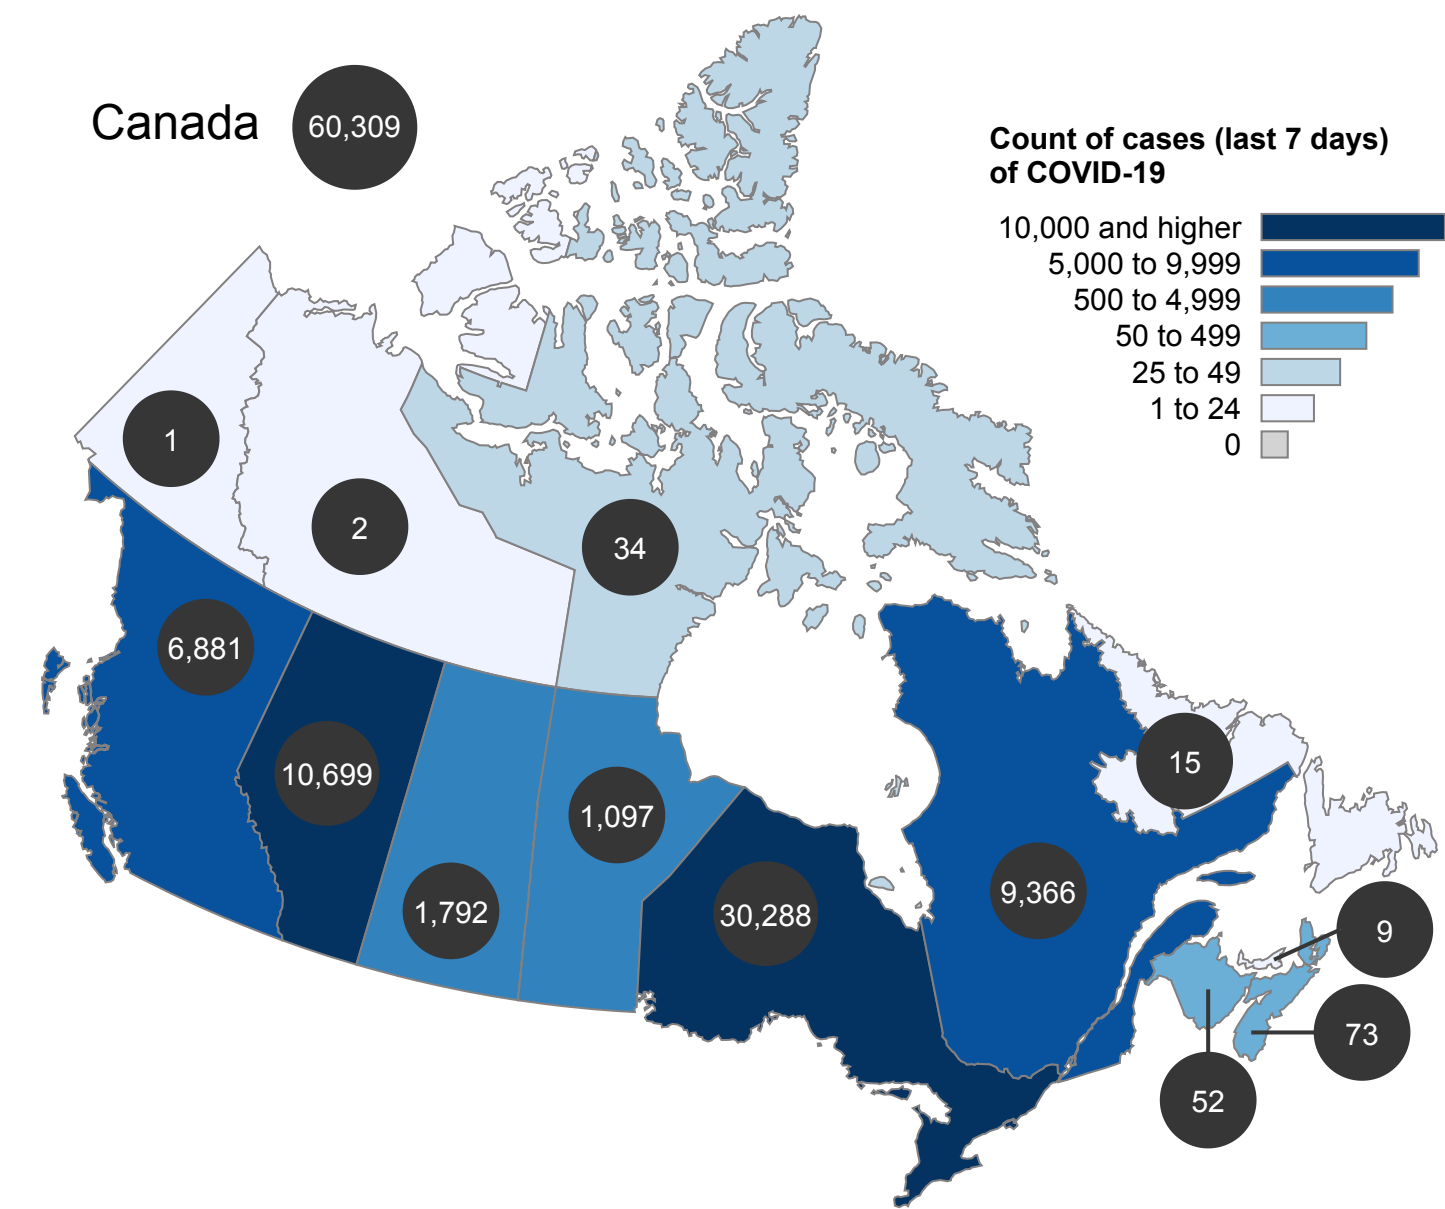 Canada
60,309
Count of cases (last 7 days)
of COVID-19
10,000 and higher
5,000 to 9,999
500 to 4,999
50 to 499
25 to 49
1 to 24
0
1
2
34
6,881
10,699
1,792
1,097
30,288
9,366
15
9
73
52